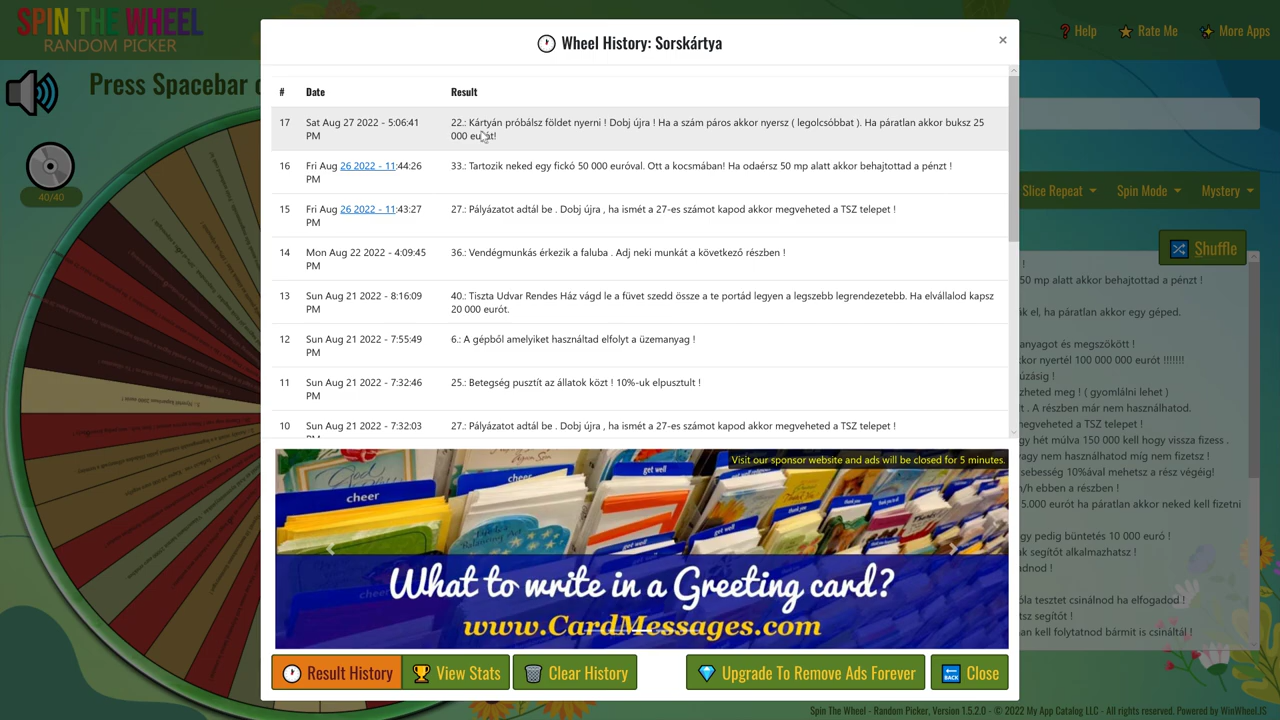 SPIN THE WHEEL
RANDOM PICKER
Help
Rate Me
More Apps
Press Spacebar
40/40
Slice Repeat
Spin Mode
Mystery
Shuffle
Wheel History: Sorskártya
×
# Date Result
17 Sat Aug 27 2022 - 5:06:41 PM 22.: Kártyán próbálsz földet nyerni ! Dobj újra ! Ha a szám páros akkor nyersz ( legolcsóbbat ). Ha páratlan akkor buksz 25
000 eurót!
16 Fri Aug 26 2022 - 11:44:26 PM 33.: Tartozik neked egy fickó 50 000 euróval. Ott a kocsmában! Ha odaérsz 50 mp alatt akkor behajtottad a pénzt !
15 Fri Aug 26 2022 - 11:43:27 PM 27.: Pályázatot adtál be . Dobj újra , ha ismét a 27-es számot kapod akkor megveheted a TSZ telepet !
14 Mon Aug 22 2022 - 4:09:45 PM 36.: Vendégmunkás érkezik a faluba . Adj neki munkát a következő részben !
13 Sun Aug 21 2022 - 8:16:09 PM 40.: Tiszta Udvar Rendes Ház vágd le a füvet szedd össze a te portád legyen a legszebb legrendezetebb. Ha elvállalod kapsz
20 000 eurót.
12 Sun Aug 21 2022 - 7:55:49 PM 6.: A gépból amelyiket használtad elfolyt a üzemanyag !
11 Sun Aug 21 2022 - 7:32:46 PM 25.: Betegség pusztít az állatok közt ! 10%-uk elpusztult !
10 Sun Aug 21 2022 - 7:32:03 27.: Pályázatot adtál be . Dobj újra , ha ismét a 27-es számot kapod akkor megveheted a TSZ telepet !
50 mp alatt akkor behajtottad a pénzt !
el, ha páratlan akkor egy géped.
anyagot és megszökött !
nyertél 100 000 000 eurót !!!!!!!
meg ! ( gyomlálni lehet )
. A részben már nem használhatod.
a TSZ telepet !
hét múlva 150 000 kell hogy vissza fizess .
vagy nem használhatod míg nem fizetsz !
sebesség 10%ával mehetsz a rész végéig!
ebben a részben !
5.000 eurót ha páratlan akkor neked kell fizetni
pedig büntetés 10 000 euró !
segítót alkalmazhatsz !
tesztet csinálnod ha elfogadod !
segítót !
kell folytatnod bármit is csináltál !
Visit our sponsor website and ads will be closed for 5 minutes.
cheer
cheer
get well
get well
What to write in a Greeting card?
www.CardMessages.com
Result History
View Stats
Clear History
Upgrade To Remove Ads Forever
BACK
Close
Spin The Wheel - Random Picker, Version 1.5.2.0 - © 2022 My App Catalog LLC - All rights reserved. Powered by WinWheel.JS